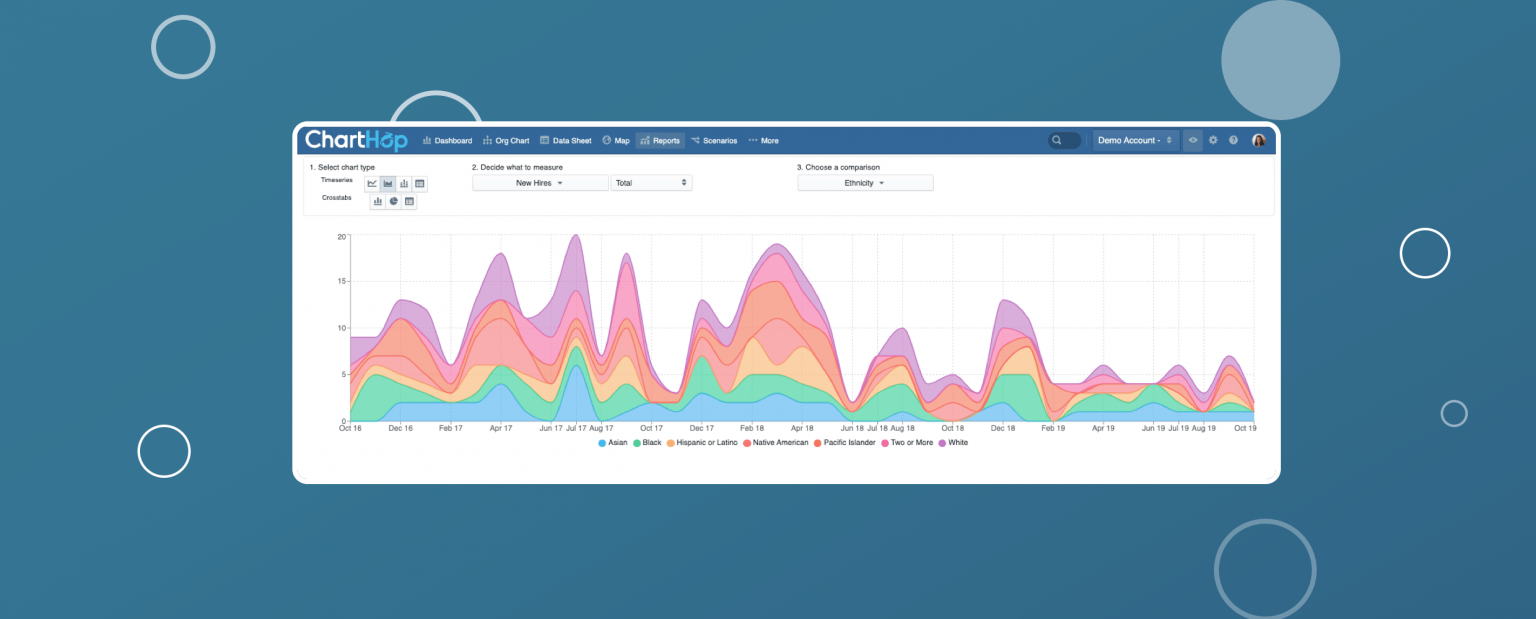 ChartHop Dashboard Org Chart Data Sheet Map Reports Scenarios More Demo Account -
1. Select chart type 2. Decide what to measure 3. Choose a comparison
Timeseries New Hires Total Ethnicity
Crosstabs
20
15
10
5
0
Oct 16 Dec 16 Feb 17 Apr 17 Jun 17 Jul 17 Aug 17 Oct 17 Dec 17 Feb 18 Apr 18 Jun 18 Jul 18 Aug 18 Oct 18 Dec 18 Feb 19 Apr 19 Jun 19 Jul 19 Aug 19 Oct 19
Asian Black Hispanic or Latino Native American Pacific Islander Two or More White